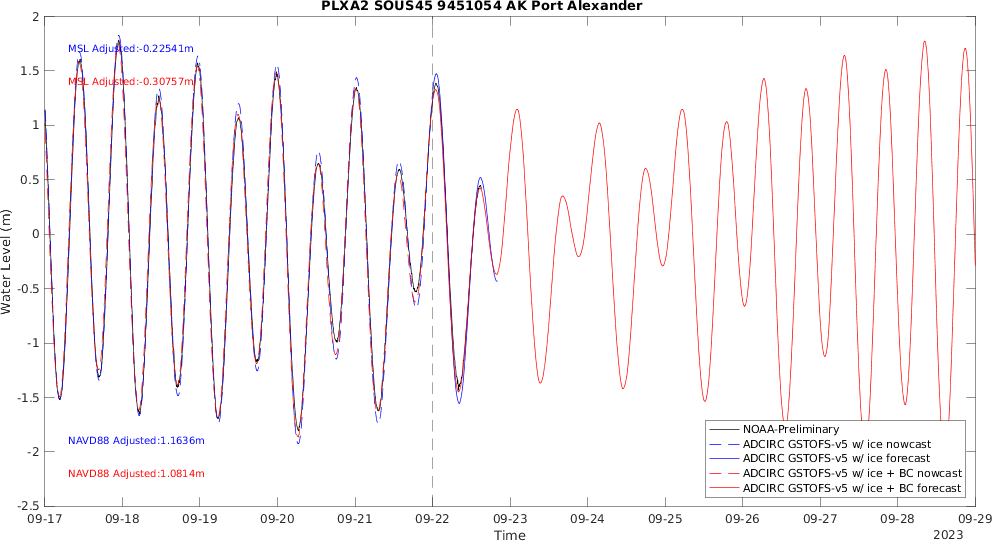 PLXA2 SOUS45 9451054 AK Port Alexander
2
1.5
1
0.5
0
-0.5
-1
-1.5
-2
-2.5
Water Level (m)
MSL Adjusted:-0.22541m
MSL Adjusted:-0.30757m
NAVD88 Adjusted:1.1636m
NAVD88 Adjusted:1.0814m
NOAA-Preliminary
ADCIRC GSTOFS-v5 w/ ice nowcast
ADCIRC GSTOFS-v5 w/ ice forecast
ADCIRC GSTOFS-v5 w/ ice + BC nowcast
ADCIRC GSTOFS-v5 w/ ice + BC forecast
09-17 09-18 09-19 09-20 09-21 09-22 09-23 09-24 09-25 09-26 09-27 09-28 09-29
Time
2023